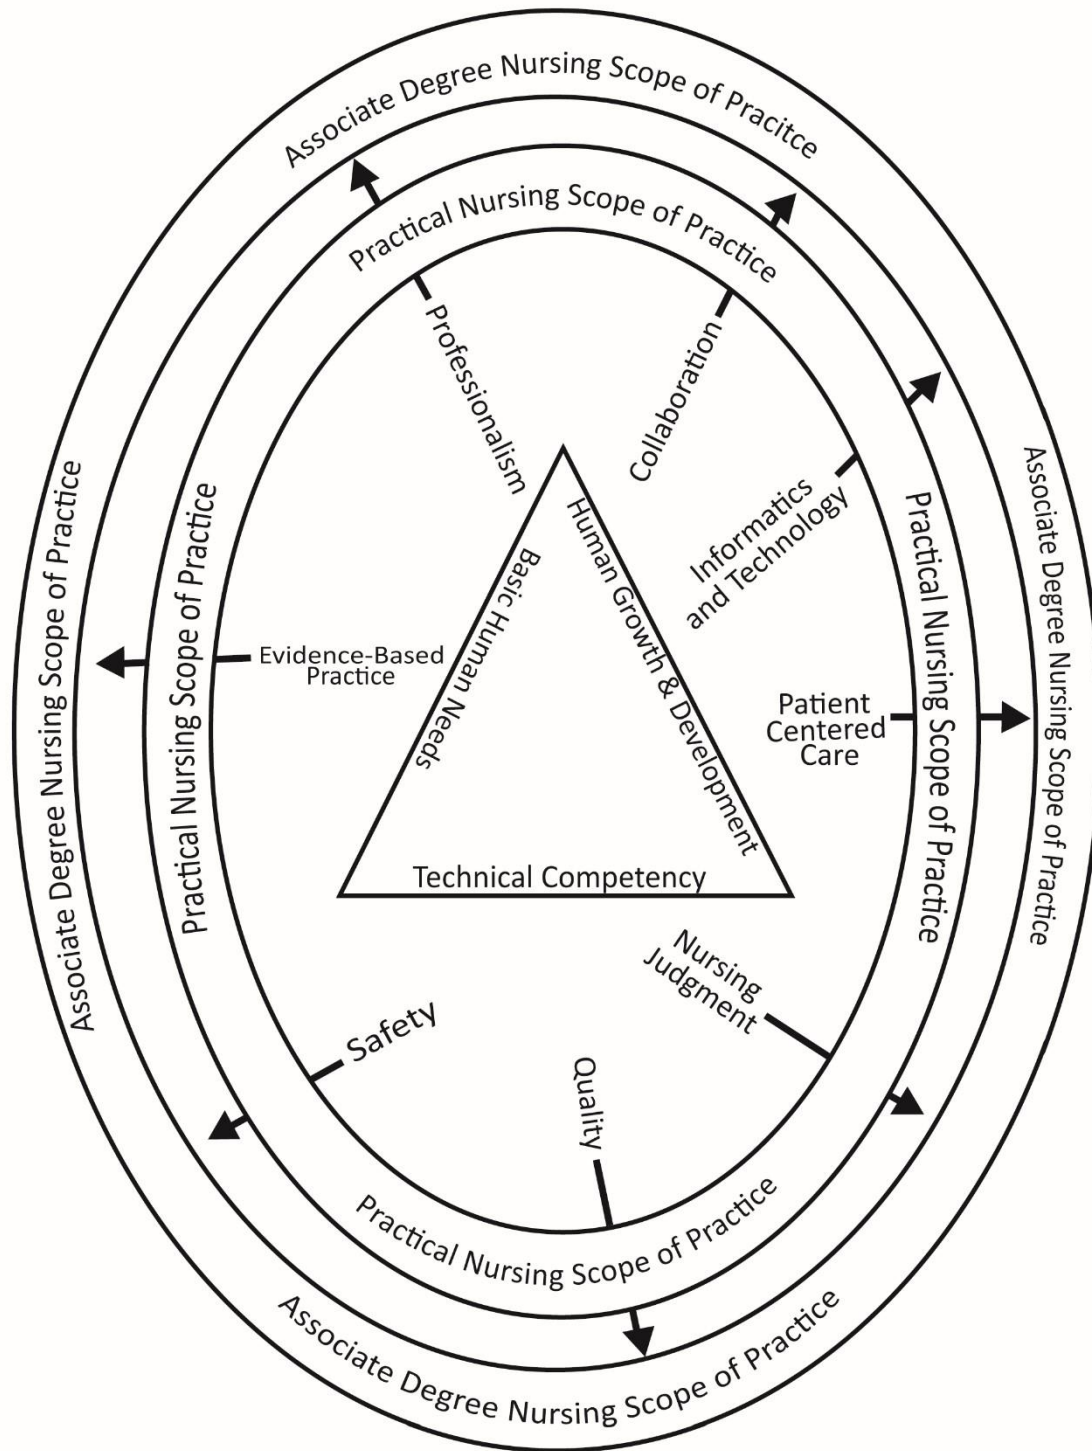 Associate Degree Nursing Scope of Pracitce
Practical Nursing Scope of Practice
Professionalism
Collaboration
Informatics
and Technology
Associate Degree Nursing Scope of Practice
Practical Nursing Scope of Practice
Evidence-Based
Practice
Basic Human Needs
Human Growth & Development
Technical Competency
Patient
Centered
Care
Practical Nursing Scope of Practice
Associate Degree Nursing Scope of Practice
Nursing
Judgment
Safety
Quality
Practical Nursing Scope of Practice
Associate Degree Nursing Scope of Practice